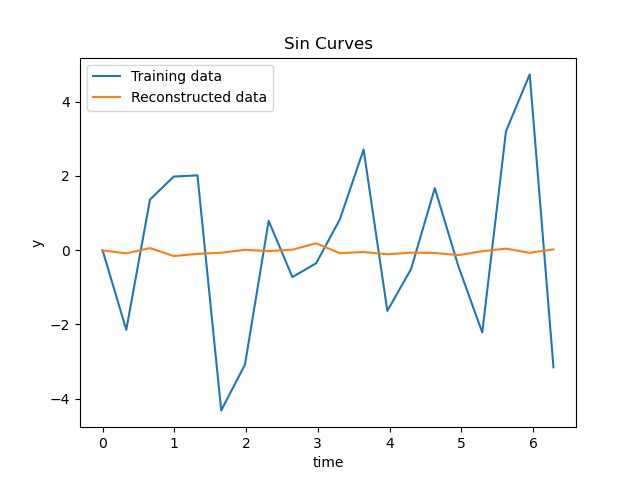 Sin Curves
Training data
Reconstructed data
4
2
0
−2
−4
y
0 1 2 3 4 5 6
time